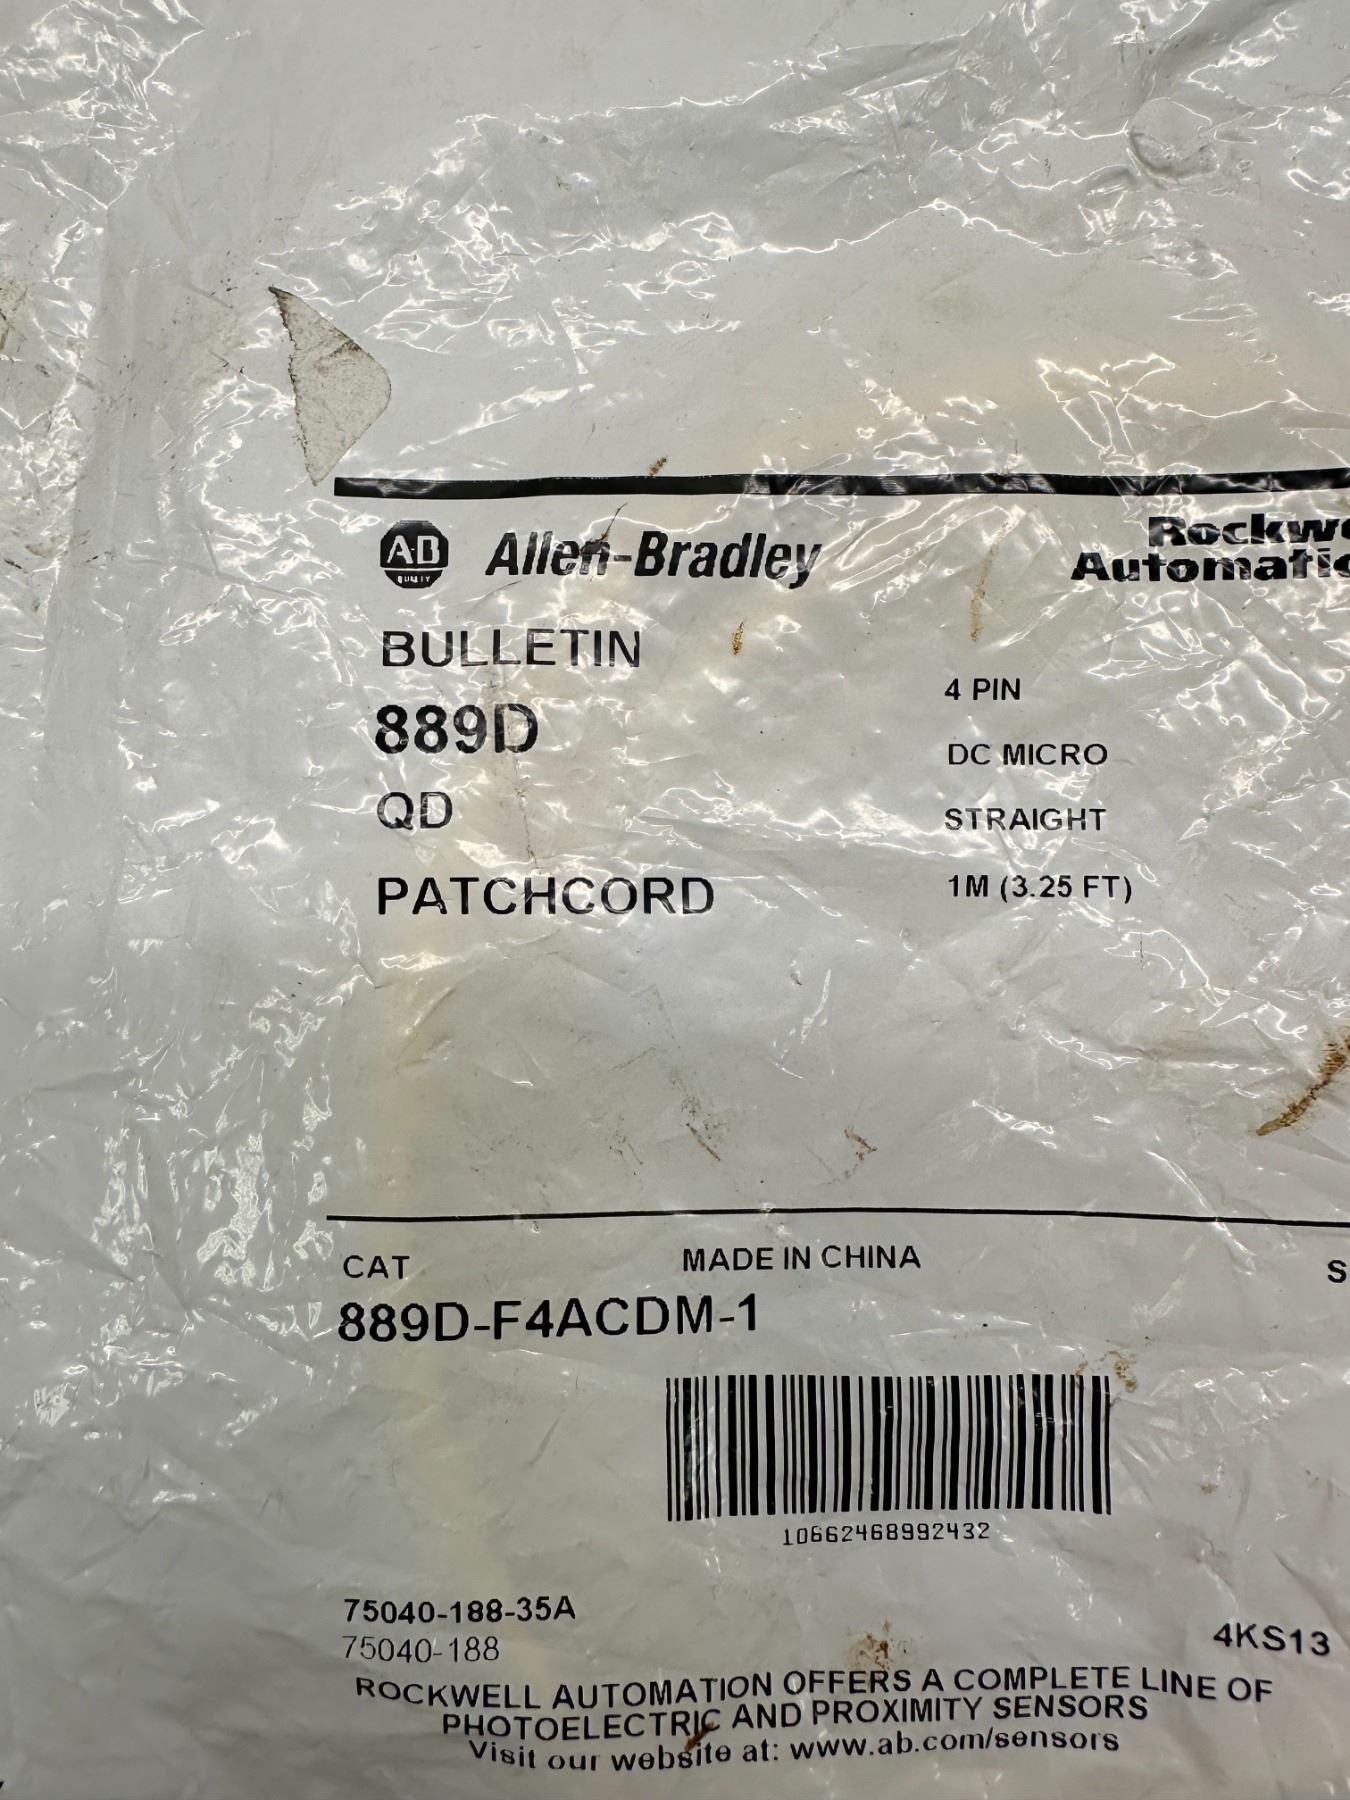 A-B
QUALITY
Allen-Bradley
Rockwe
Automatio
BULLETIN
889D
QD
PATCHCORD
4 PIN
DC MICRO
STRAIGHT
1M (3.25 FT)
CAT
MADE IN CHINA
S
889D-F4ACDM-1
10662468992432
75040-188-35A
75040-188
4KS13
ROCKWELL AUTOMATION OFFERS A COMPLETE LINE OF
PHOTOELECTRIC AND PROXIMITY SENSORS
Visit our website at: www.ab.com/sensors